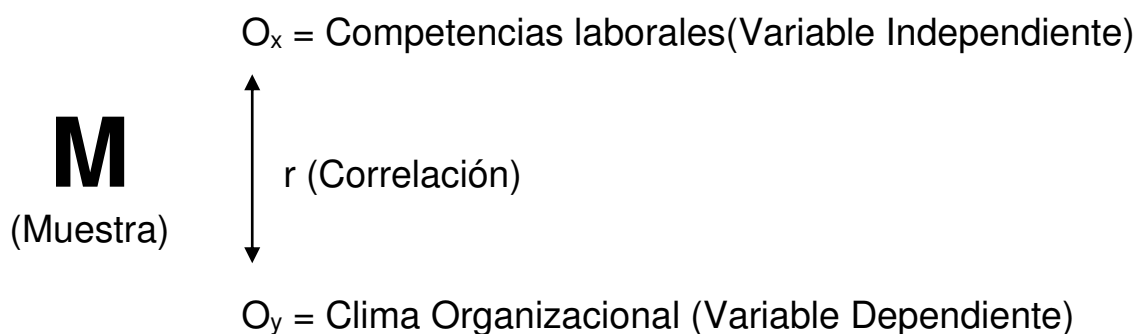 Oₓ = Competencias laborales(Variable Independiente)
M
r (Correlación)
(Muestra)
Oᵧ = Clima Organizacional (Variable Dependiente)